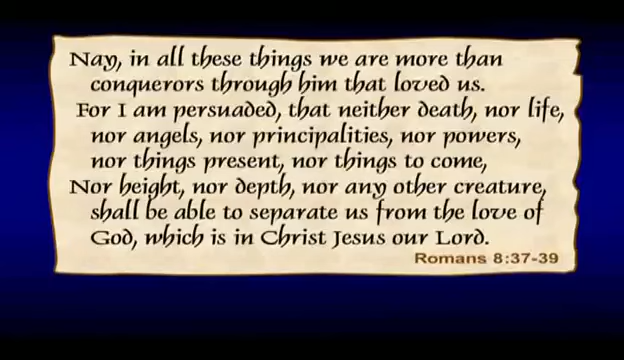 Nay, in all these things we are more than
conquerors through him that loved us.
For I am persuaded, that neither death, nor life,
nor angels, nor principalities, nor powers,
nor things present, nor things to come,
Nor height, nor depth, nor any other creature,
shall be able to separate us from the love of
God, which is in Christ Jesus our Lord.
Romans 8:37-39